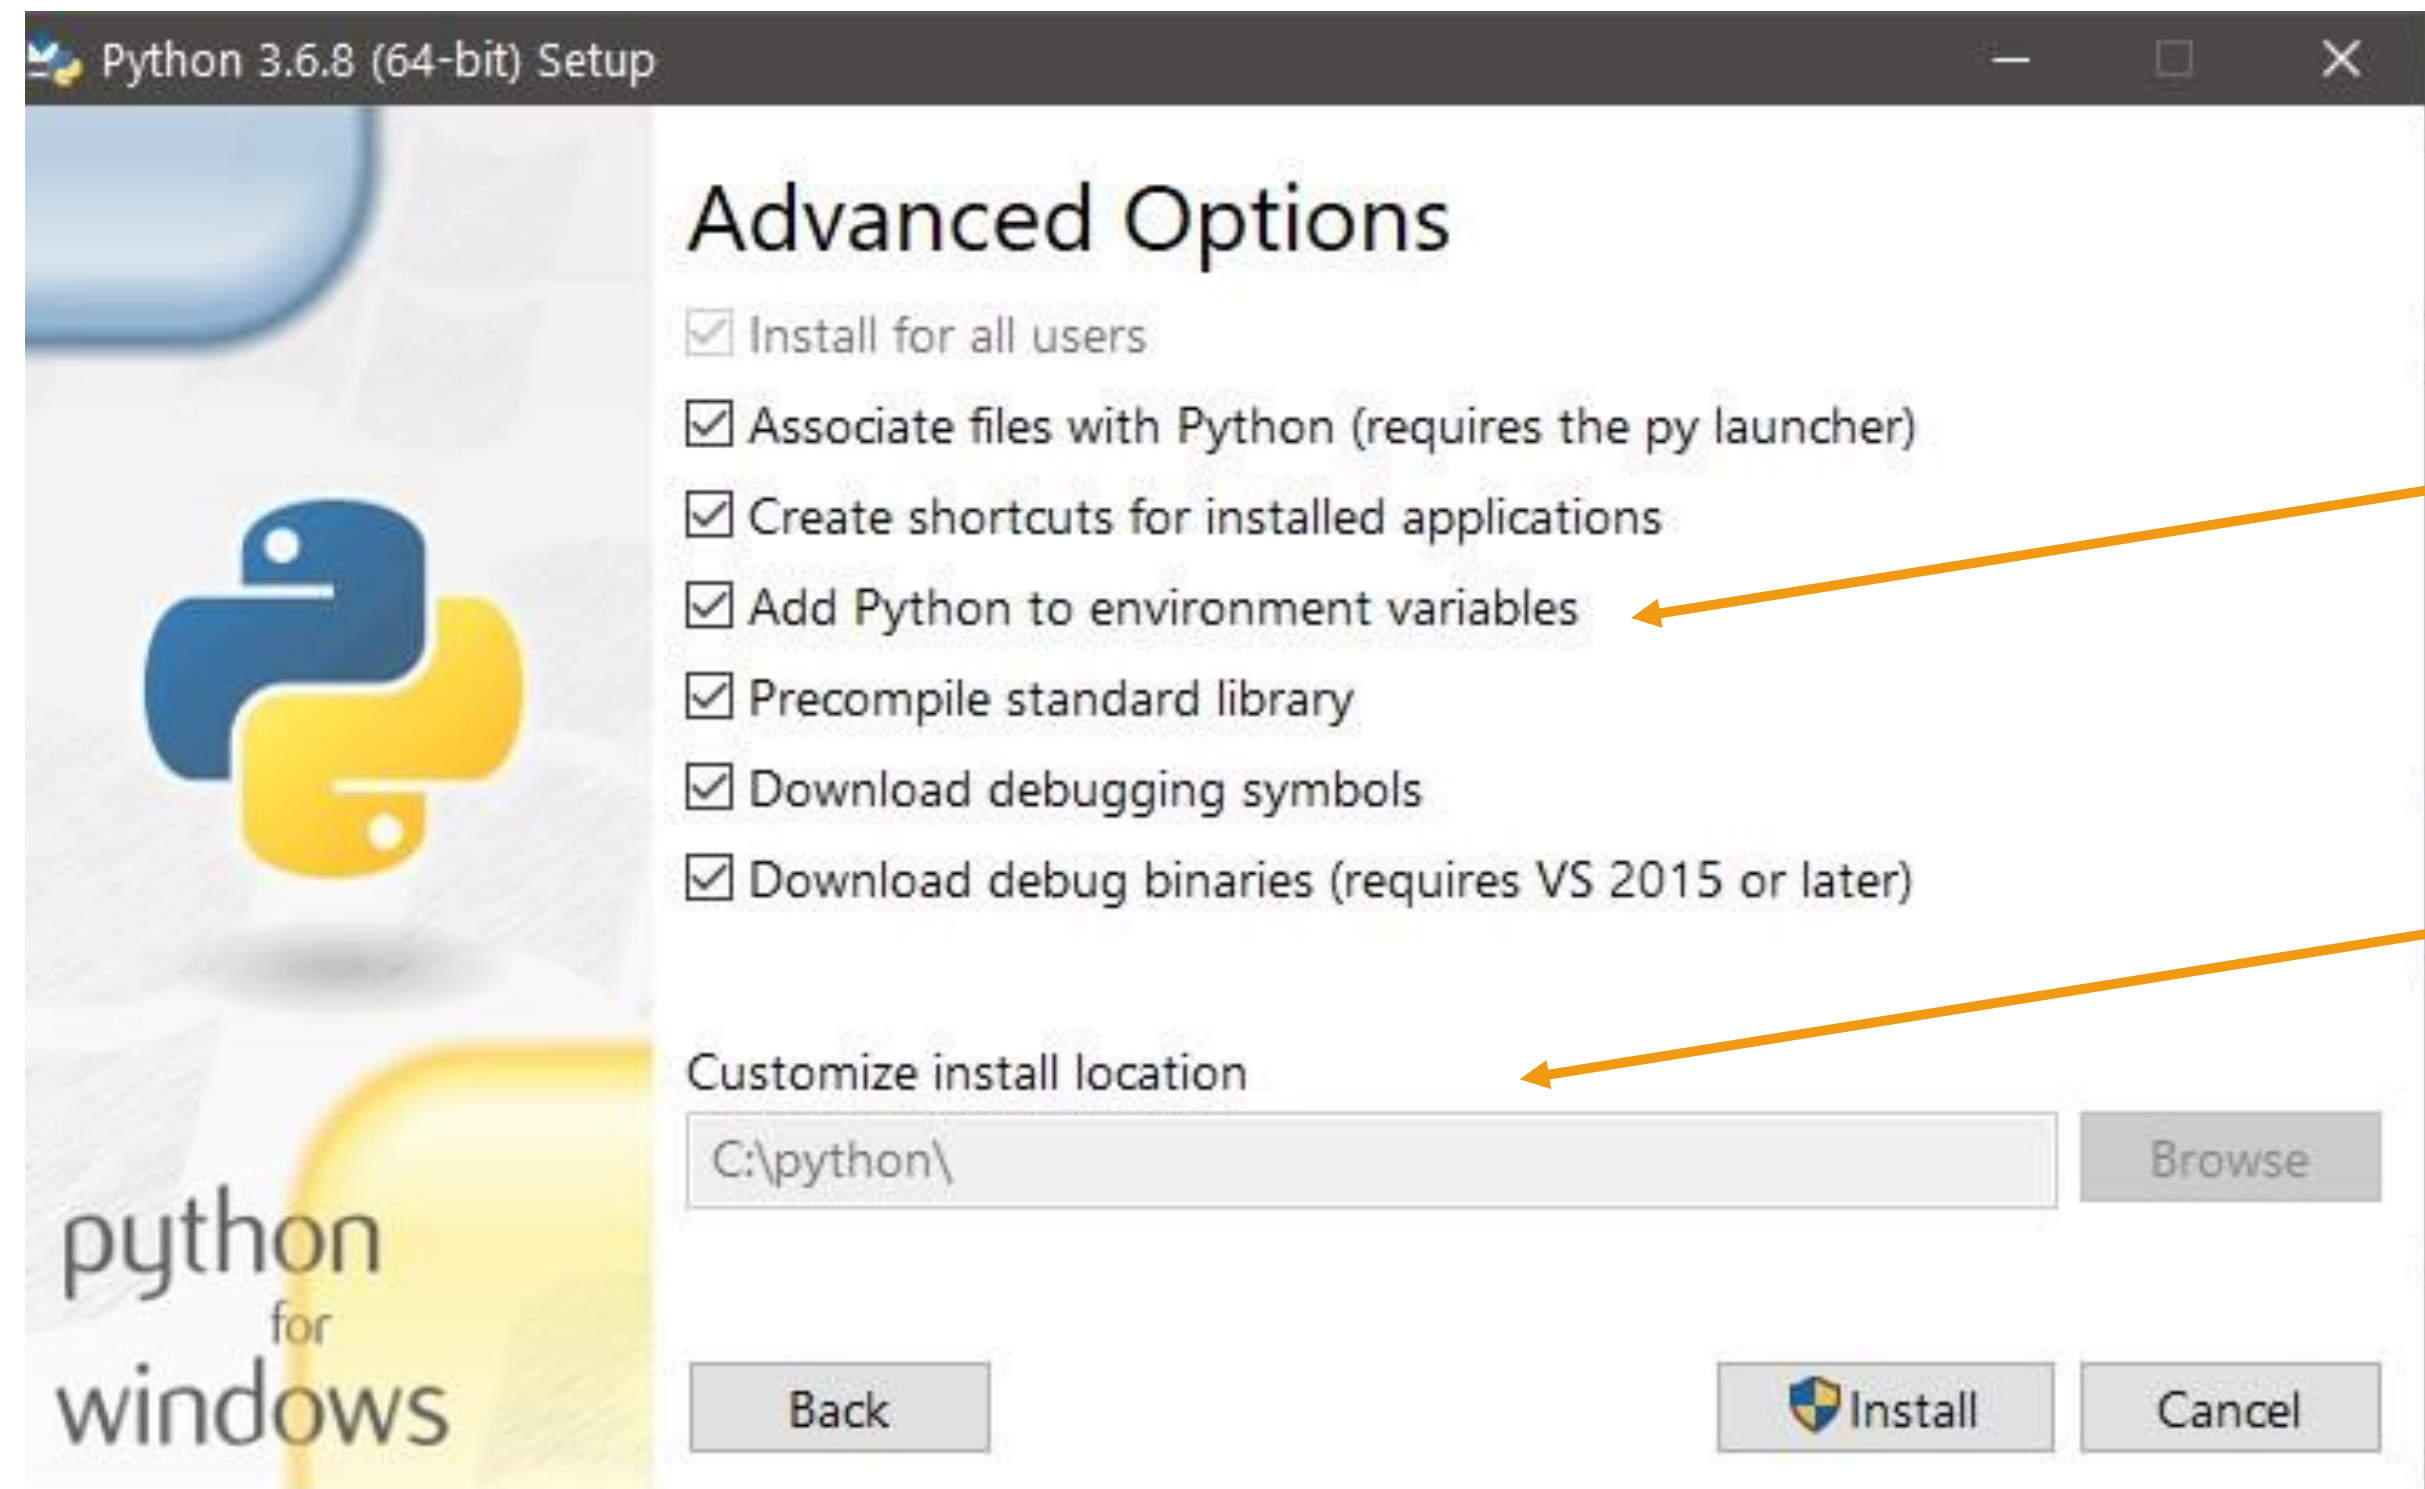 Python 3.6.8 (64-bit) Setup
Advanced Options
Install for all users
Associate files with Python (requires the py launcher)
Create shortcuts for installed applications
Add Python to environment variables
Precompile standard library
Download debugging symbols
Download debug binaries (requires VS 2015 or later)
Customize install location
C:\python\
Browse
python
for
windows
Back
Install
Cancel